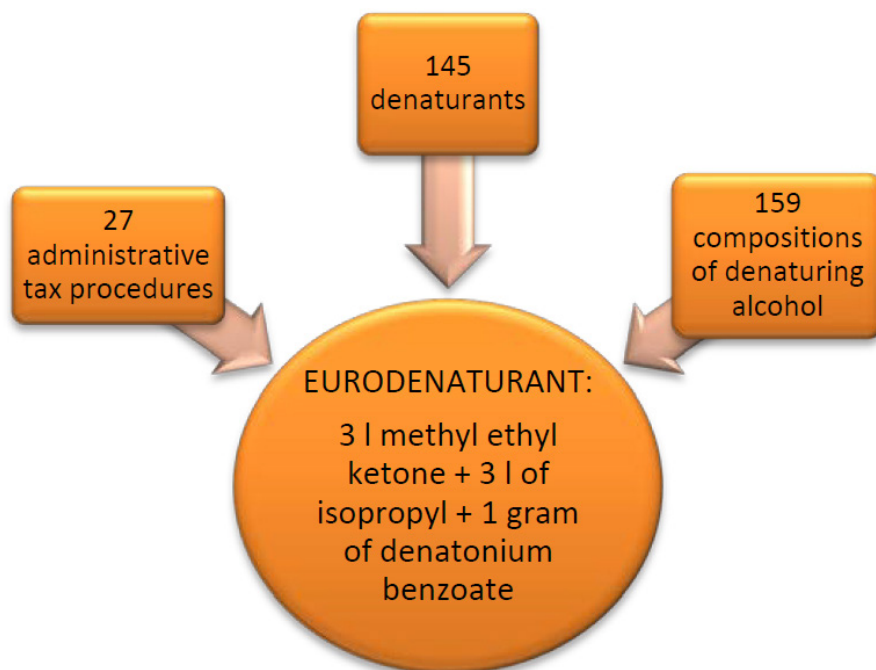 145
denaturants
27
administrative
tax procedures
159
compositions
of denaturing
alcohol
EURODENATURANT:
3 l methyl ethyl
ketone + 3 l of
isopropyl + 1 gram
of denatonium
benzoate